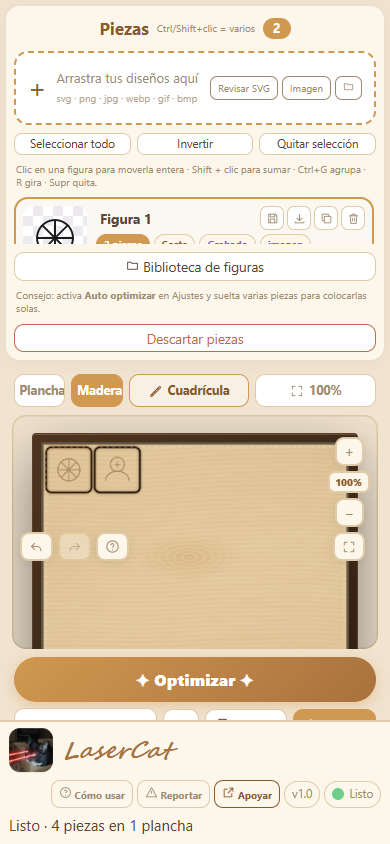 Piezas Ctrl/Shift+clic = varios 2
+ Arrastra tus diseños aquí
svg · png · jpg · webp · gif · bmp
Revisar SVG Imagen
Seleccionar todo Invertir Quitar selección
Clic en una figura para moverla entera · Shift + clic para sumar · Ctrl+G agrupa ·
R gira · Supr quita.
Figura 1
Biblioteca de figuras
Consejo: activa Auto optimizar en Ajustes y suelta varias piezas para colocarlas
solas.
Descartar piezas
Plancha Madera Cuadrícula 100%
+
100%
−
✦ Optimizar ✦
LaserCat
Cómo usar Reportar Apoyar v1.0 Listo
Listo · 4 piezas en 1 plancha